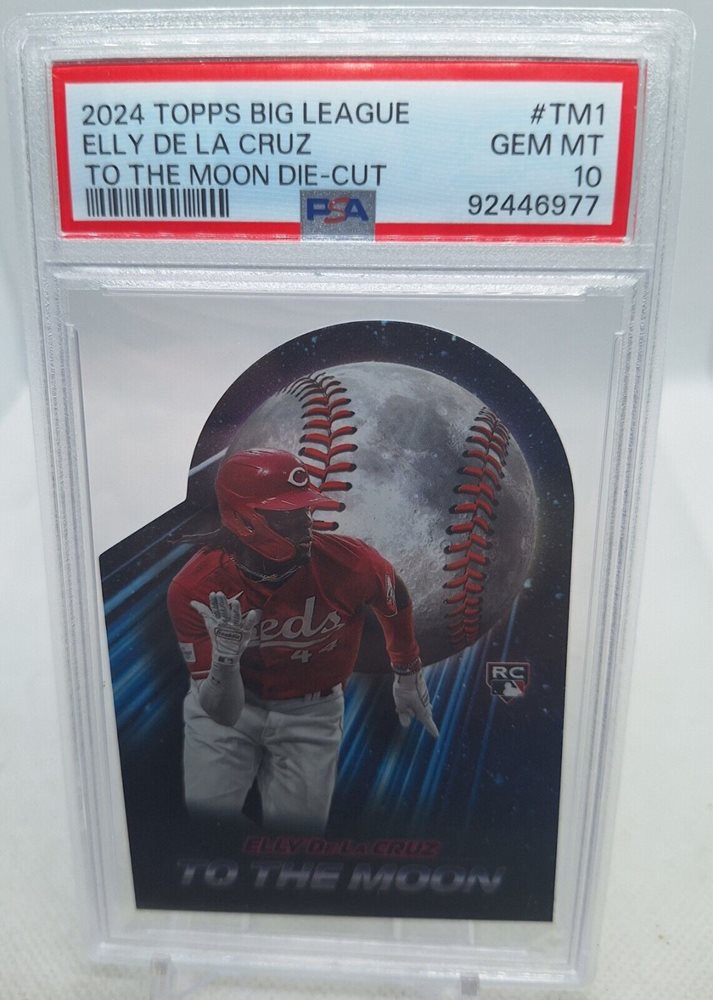 2024 TOPPS BIG LEAGUE #TM1
ELLY DE LA CRUZ GEM MT
TO THE MOON DIE-CUT 10
PSA 92446977
C
Reds
44
RC
ELLY DE LA CRUZ
TO THE MOON